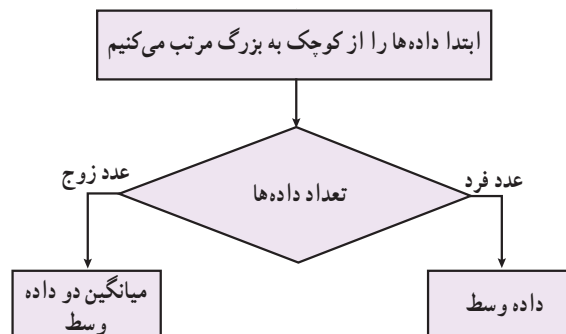 ابتدا داده‌ها را از کوچک به بزرگ مرتب می‌کنیم
عدد فرد
عدد زوج
تعداد داده‌ها
داده وسط
میانگین دو داده
وسط